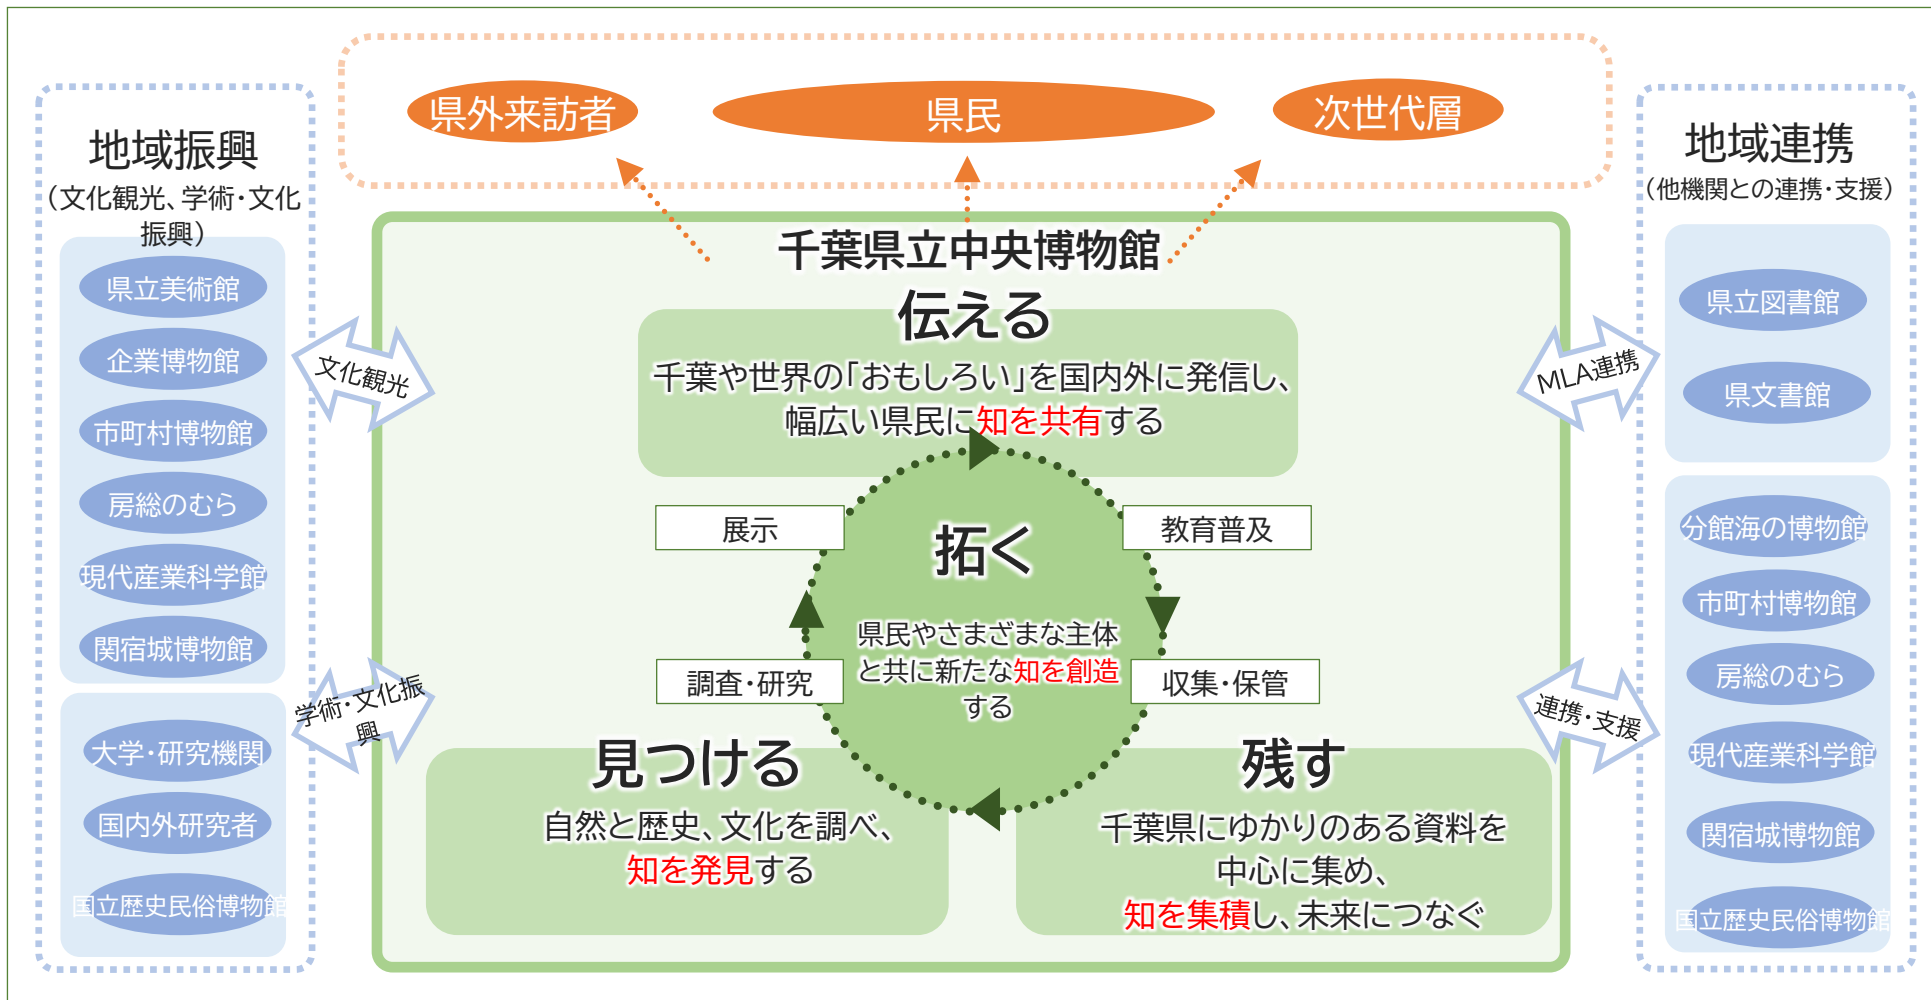 県外来訪者
県民
次世代層
地域振興
（文化観光、学術・文化
振興）
県立美術館
企業博物館
市町村博物館
房総のむら
現代産業科学館
関宿城博物館
大学・研究機関
国内外研究者
国立歴史民俗博物館
文化観光
学術・文化振
興
千葉県立中央博物館
伝える
千葉や世界の「おもしろい」を国内外に発信し、
幅広い県民に知を共有する
展示
教育普及
拓く
県民やさまざまな主体
と共に新たな知を創造
する
調査・研究
収集・保管
見つける
自然と歴史、文化を調べ、
知を発見する
残す
千葉県にゆかりのある資料を
中心に集め、
知を集積し、未来につなぐ
MLA連携
連携・支援
地域連携
（他機関との連携・支援）
県立図書館
県文書館
分館海の博物館
市町村博物館
房総のむら
現代産業科学館
関宿城博物館
国立歴史民俗博物館